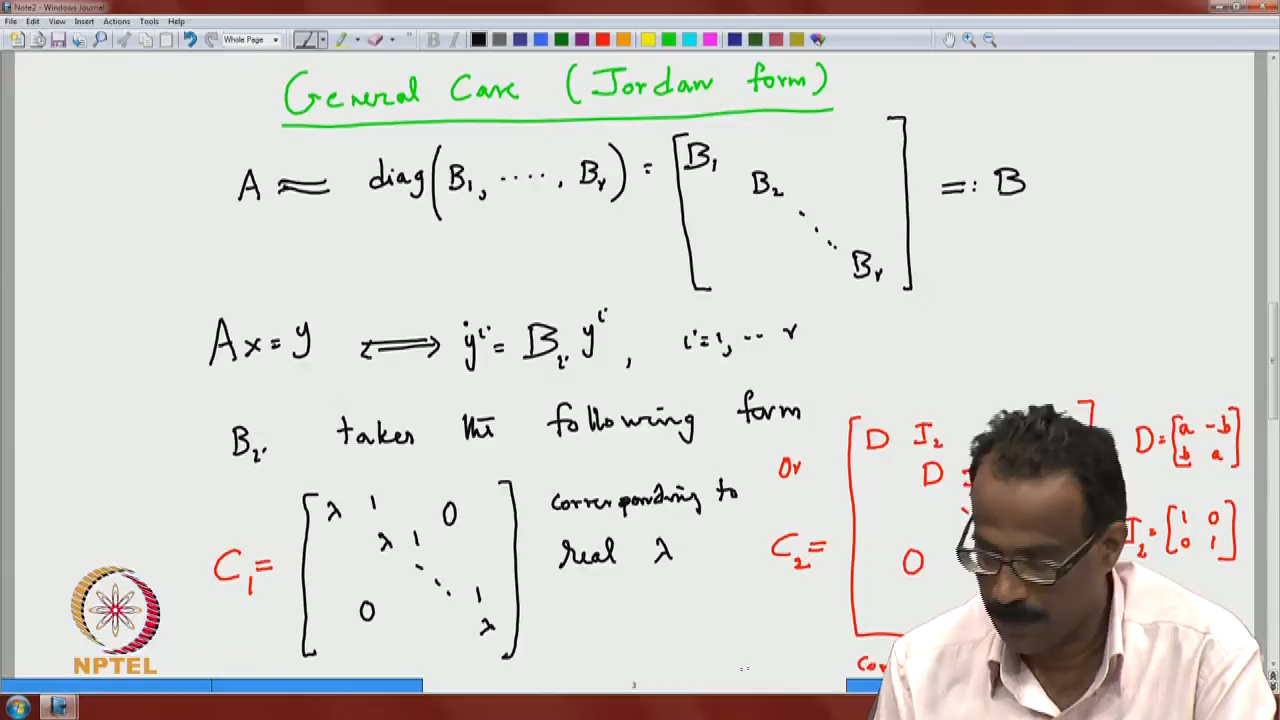 Note2 - Windows Journal
File Edit View Insert Actions Tools Help
Whole Page
General Case (Jordan form)
A ≈ diag(B₁, ····, Bᵣ) = [B₁ B₂ ⋱ Bᵣ] =: B
Ax = y ⟺ ẏⁱ = Bᵢ yⁱ, i=1, ··· r
Bᵢ takes the following form
C₁ = [λ 1 0 λ 1 ⋱ 0 1 λ] corresponding to real λ
Or
C₂ = [D I₂ D 0]
D = [a -b b a]
I₂ = [1 0 0 1]
NPTEL
3